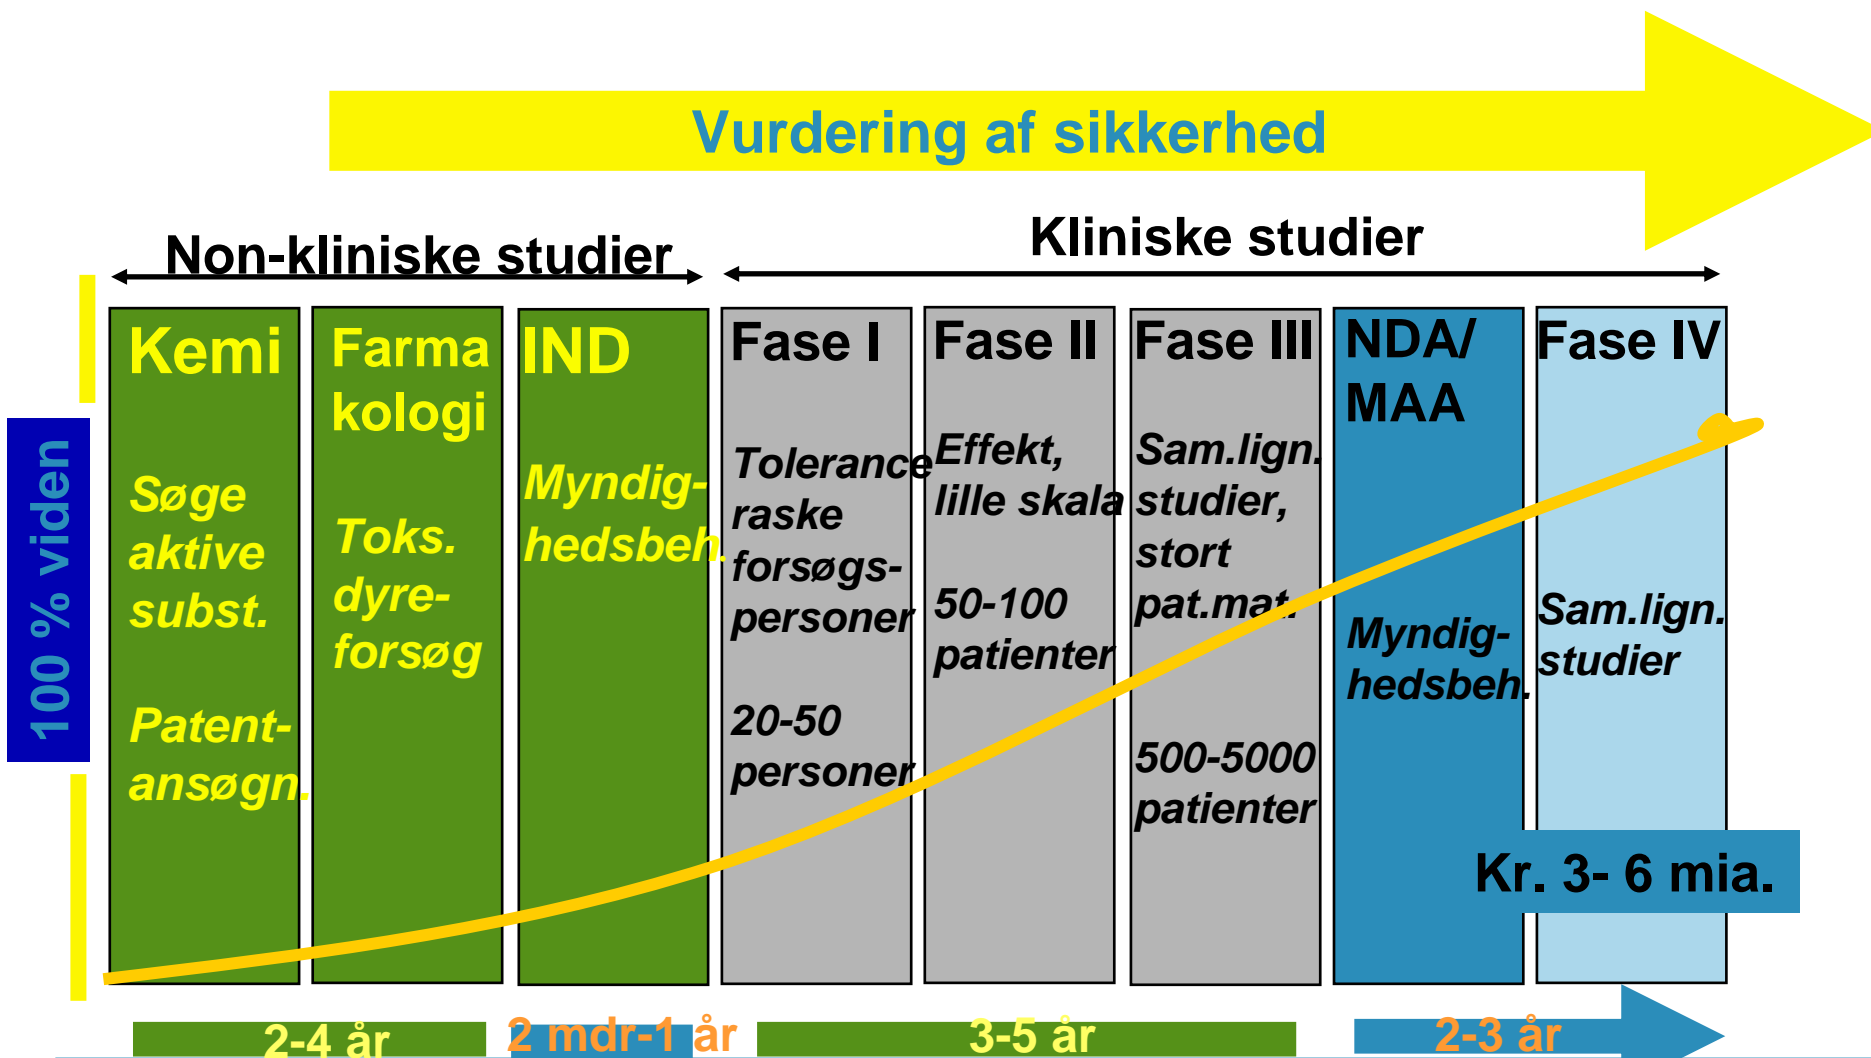 Vurdering af sikkerhed
Non-kliniske studier
Kliniske studier
100 % viden
Kemi
Søge
aktive
subst.
Patent-
ansøgn.
Farma
kologi
Toks.
dyre-
forsøg
IND
Myndig-
hedsbeh.
Fase I
Tolerance
raske
forsøgs-
personer
20-50
personer
Fase II
Effekt,
lille skala
50-100
patienter
Fase III
Sam.lign.
studier,
stort
pat.mat.
500-5000
patienter
NDA/
MAA
Myndig-
hedsbeh.
Fase IV
Sam.lign.
studier
Kr. 3- 6 mia.
2-4 år
2 mdr-1 år
3-5 år
2-3 år